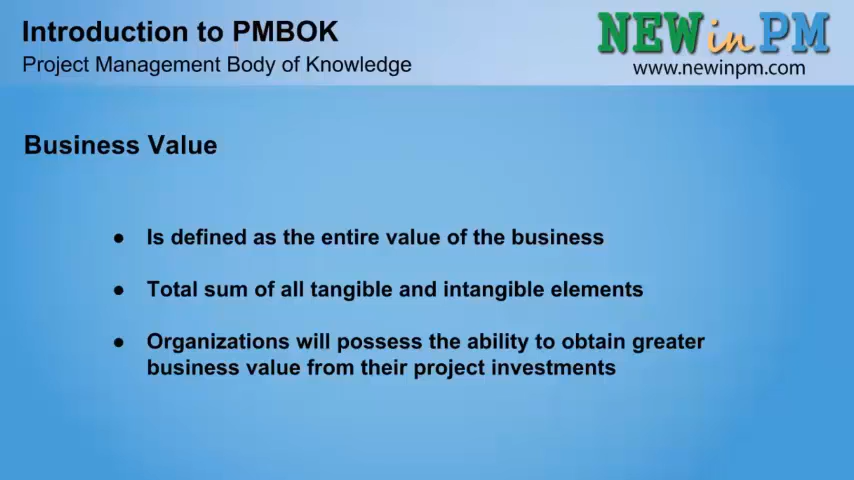 Introduction to PMBOK
Project Management Body of Knowledge
NEWinPM
www.newinpm.com
Business Value
● Is defined as the entire value of the business
● Total sum of all tangible and intangible elements
● Organizations will possess the ability to obtain greater
business value from their project investments